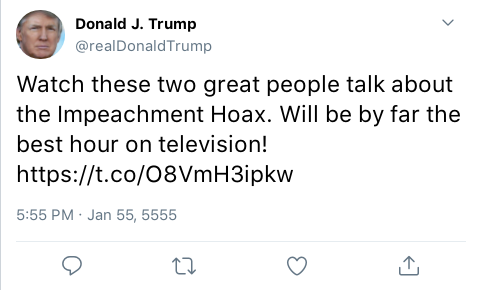 Donald J. Trump
@realDonaldTrump
Watch these two great people talk about
the Impeachment Hoax. Will be by far the
best hour on television!
https://t.co/O8VmH3ipkw
5:55 PM · Jan 55, 5555